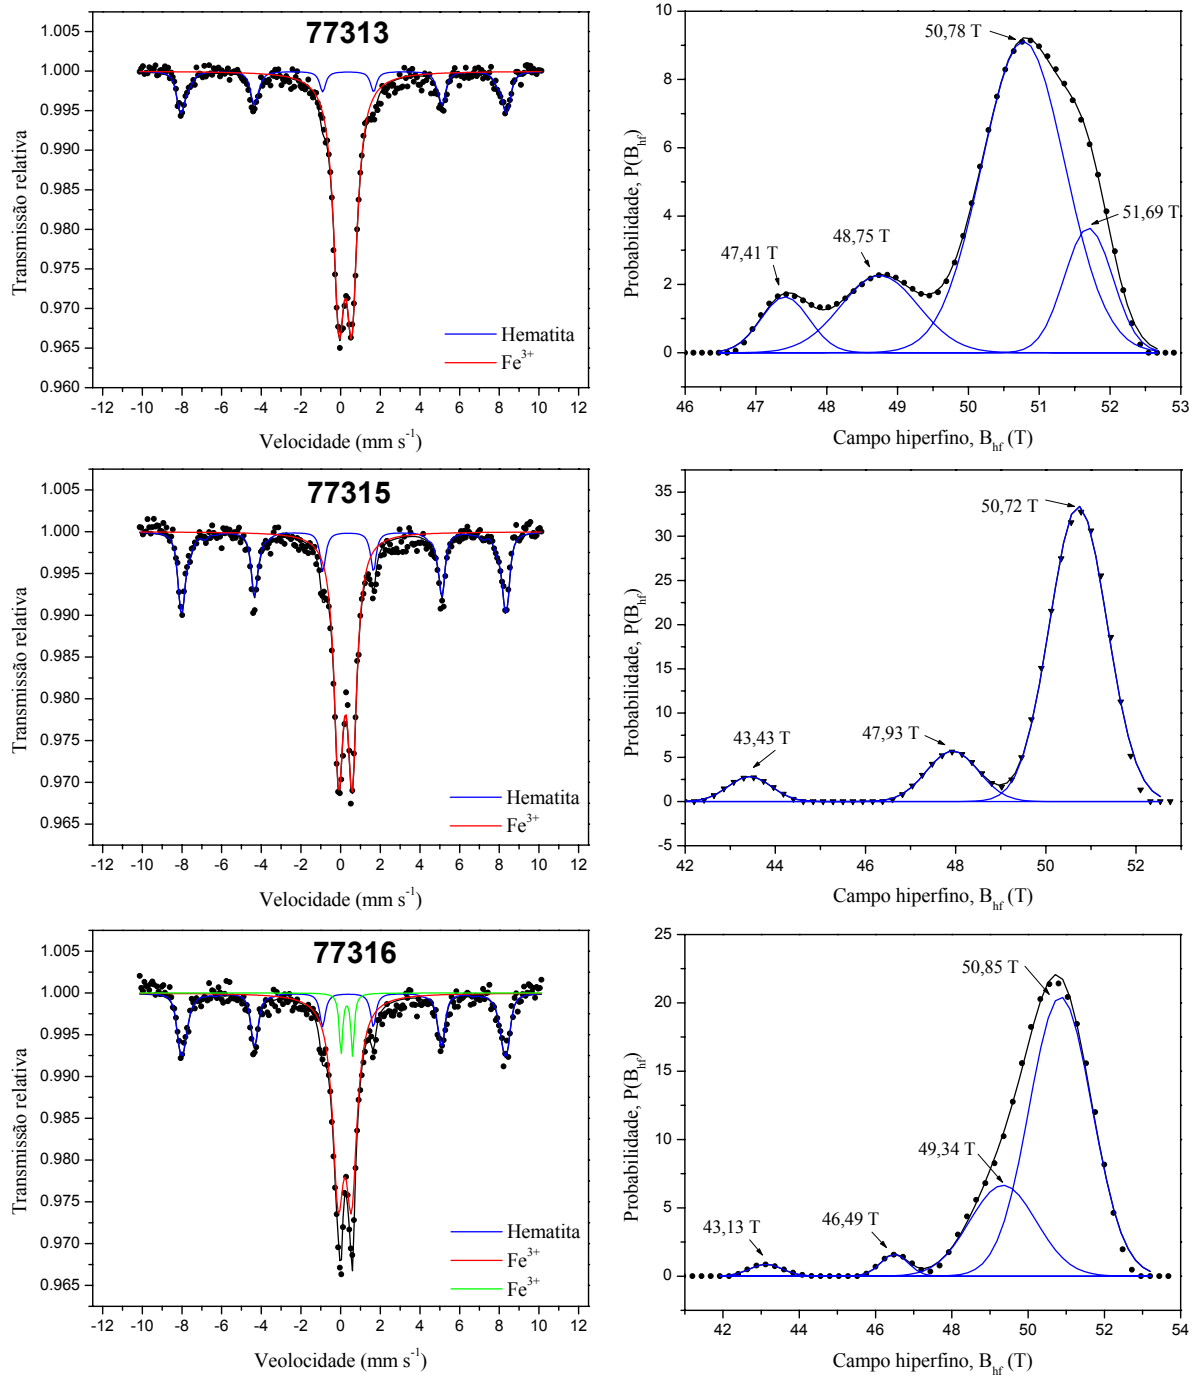 77313
1.005
1.000
0.995
0.990
0.985
0.980
0.975
0.970
0.965
0.960
Transmissão relativa
Hematita
Fe3+
-12 -10 -8 -6 -4 -2 0 2 4 6 8 10 12
Velocidade (mm s-1)
10
8
6
4
2
0
Probabilidade, P(Bhf)
50,78 T
51,69 T
48,75 T
47,41 T
46 47 48 49 50 51 52 53
Campo hiperfino, Bhf (T)
77315
1.005
1.000
0.995
0.990
0.985
0.980
0.975
0.970
0.965
Transmissão relativa
Hematita
Fe3+
-12 -10 -8 -6 -4 -2 0 2 4 6 8 10 12
Velocidade (mm s-1)
35
30
25
20
15
10
5
0
-5
Probabilidade, P(Bhf)
50,72 T
47,93 T
43,43 T
42 44 46 48 50 52
Campo hiperfino, Bhf (T)
77316
1.005
1.000
0.995
0.990
0.985
0.980
0.975
0.970
0.965
Transmissão relativa
Hematita
Fe3+
Fe3+
-12 -10 -8 -6 -4 -2 0 2 4 6 8 10 12
Veolocidade (mm s-1)
25
20
15
10
5
0
Probabilidade, P(Bhf)
50,85 T
49,34 T
46,49 T
43,13 T
42 44 46 48 50 52 54
Campo hiperfino, Bhf (T)